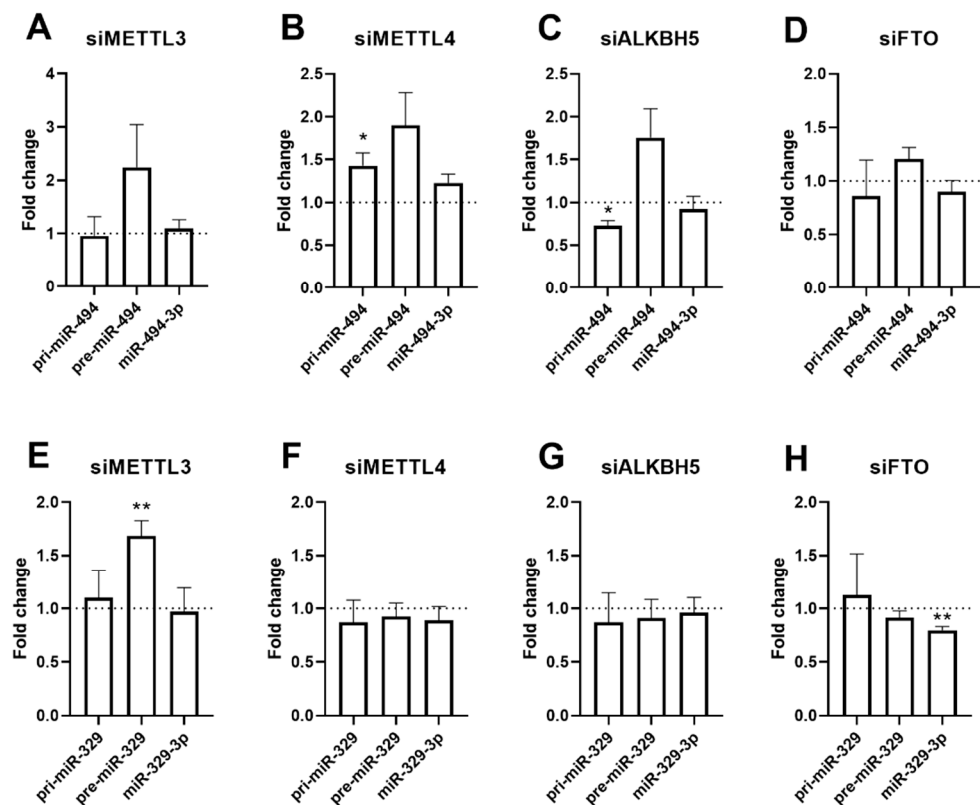 A siMETTL3
Fold change
4
3
2
1
0
pri-miR-494
pre-miR-494
miR-494-3p
B siMETTL4
Fold change
2.5
2.0
1.5
1.0
0.5
0.0
*
pri-miR-494
pre-miR-494
miR-494-3p
C siALKBH5
Fold change
2.5
2.0
1.5
1.0
0.5
0.0
*
pri-miR-494
pre-miR-494
miR-494-3p
D siFTO
Fold change
2.0
1.5
1.0
0.5
0.0
pri-miR-494
pre-miR-494
miR-494-3p
E siMETTL3
Fold change
2.0
1.5
1.0
0.5
0.0
**
pri-miR-329
pre-miR-329
miR-329-3p
F siMETTL4
Fold change
2.0
1.5
1.0
0.5
0.0
pri-miR-329
pre-miR-329
miR-329-3p
G siALKBH5
Fold change
2.0
1.5
1.0
0.5
0.0
pri-miR-329
pre-miR-329
miR-329-3p
H siFTO
Fold change
2.0
1.5
1.0
0.5
0.0
**
pri-miR-329
pre-miR-329
miR-329-3p